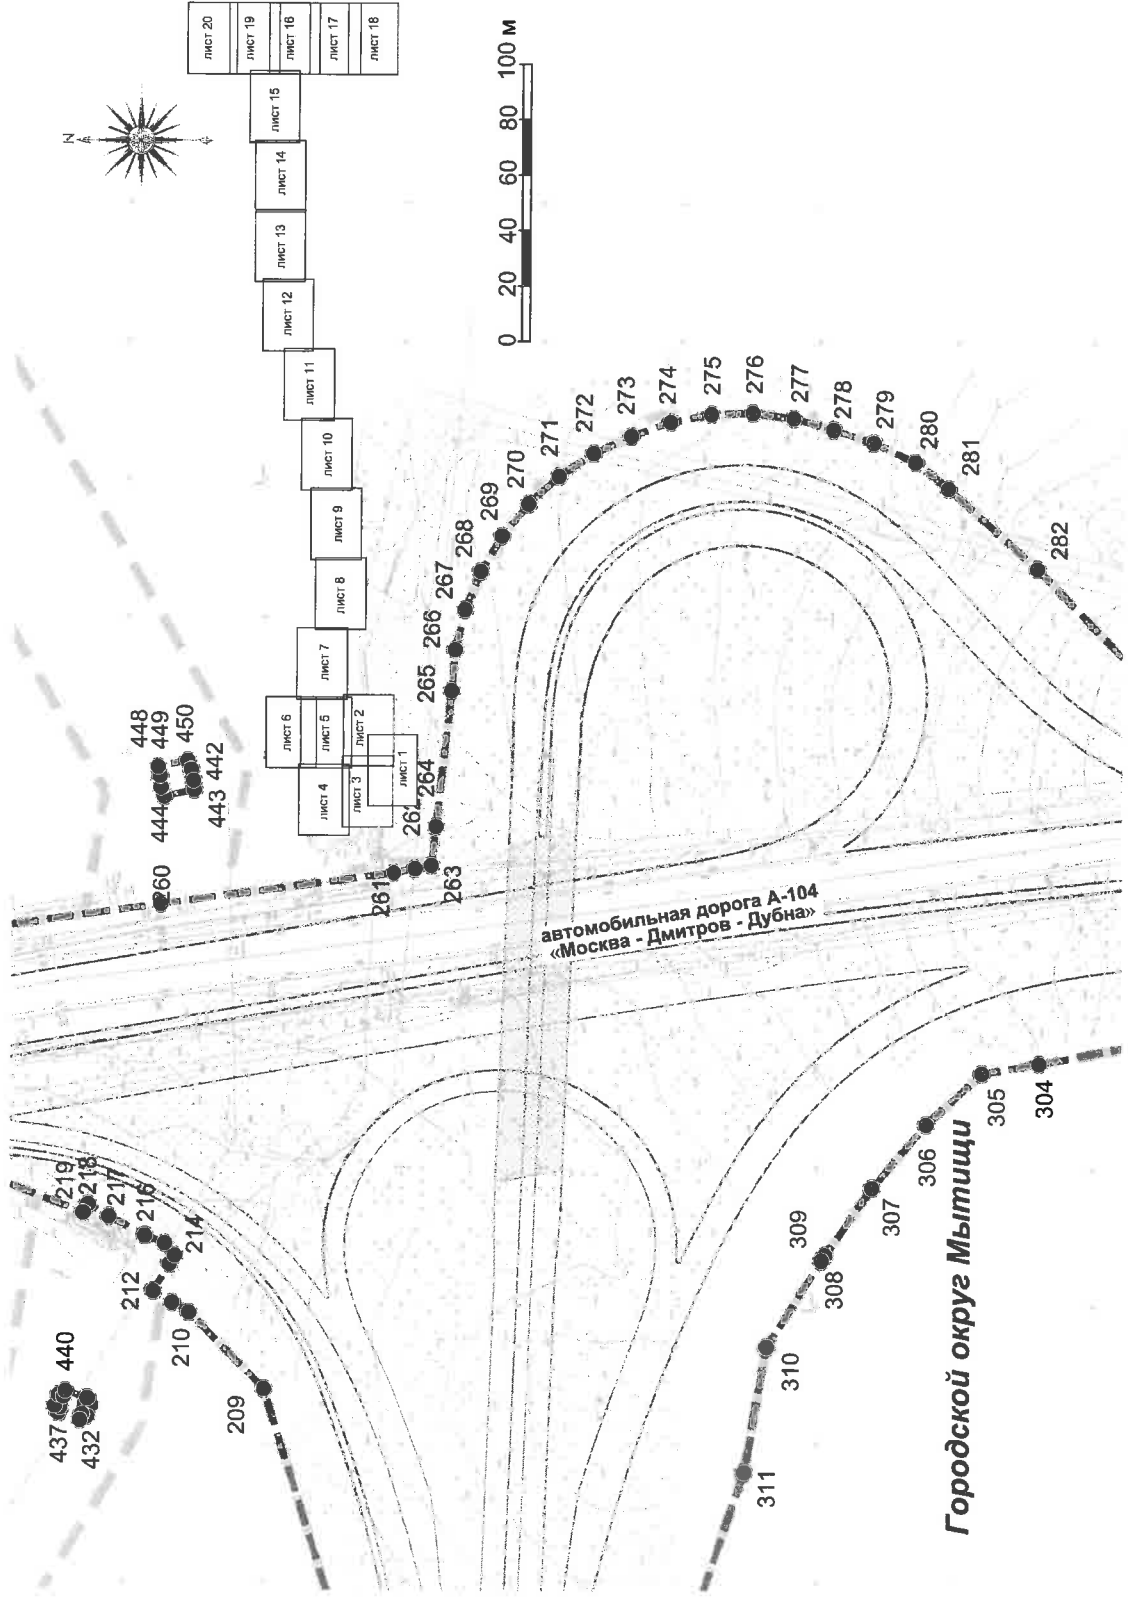 N
лист 20
лист 19
лист 16
лист 17
лист 18
лист 15
лист 14
лист 13
лист 12
лист 11
лист 10
лист 9
лист 8
лист 7
лист 6
лист 5
лист 2
лист 4
лист 3
лист 1
0 20 40 60 80 100 м
448
449
450
444
442
443
260
261
262
263
264
265
266
267
268
269
270
271
272
273
274
275
276
277
278
279
280
281
282
автомобильная дорога А-104
«Москва - Дмитров - Дубна»
219
218
217
216
214
212
210
209
440
437
432
304
305
306
307
309
308
310
311
Городской округ Мытищи